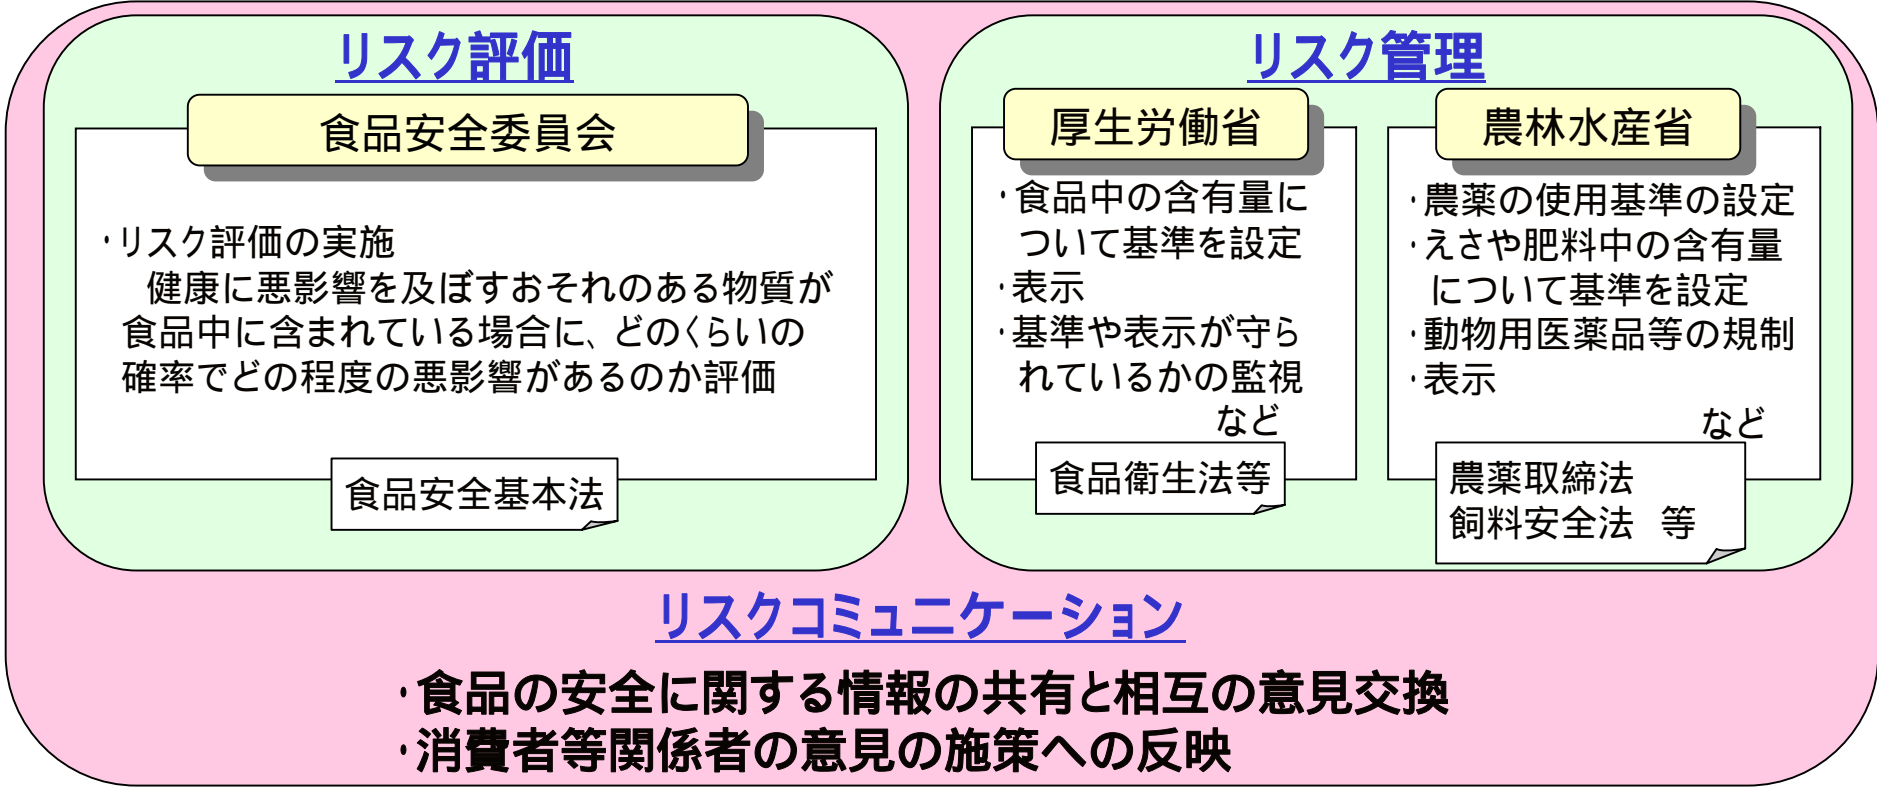 リスク評価
食品安全委員会
・リスク評価の実施
健康に悪影響を及ぼすおそれのある物質が
食品中に含まれている場合に、どのくらいの
確率でどの程度の悪影響があるのか評価
食品安全基本法
リスク管理
厚生労働省
・食品中の含有量に
ついて基準を設定
・表示
・基準や表示が守ら
れているかの監視
など
食品衛生法等
農林水産省
・農薬の使用基準の設定
・えさや肥料中の含有量
について基準を設定
・動物用医薬品等の規制
・表示
など
農薬取締法
飼料安全法　等
リスクコミュニケーション
・食品の安全に関する情報の共有と相互の意見交換
・消費者等関係者の意見の施策への反映